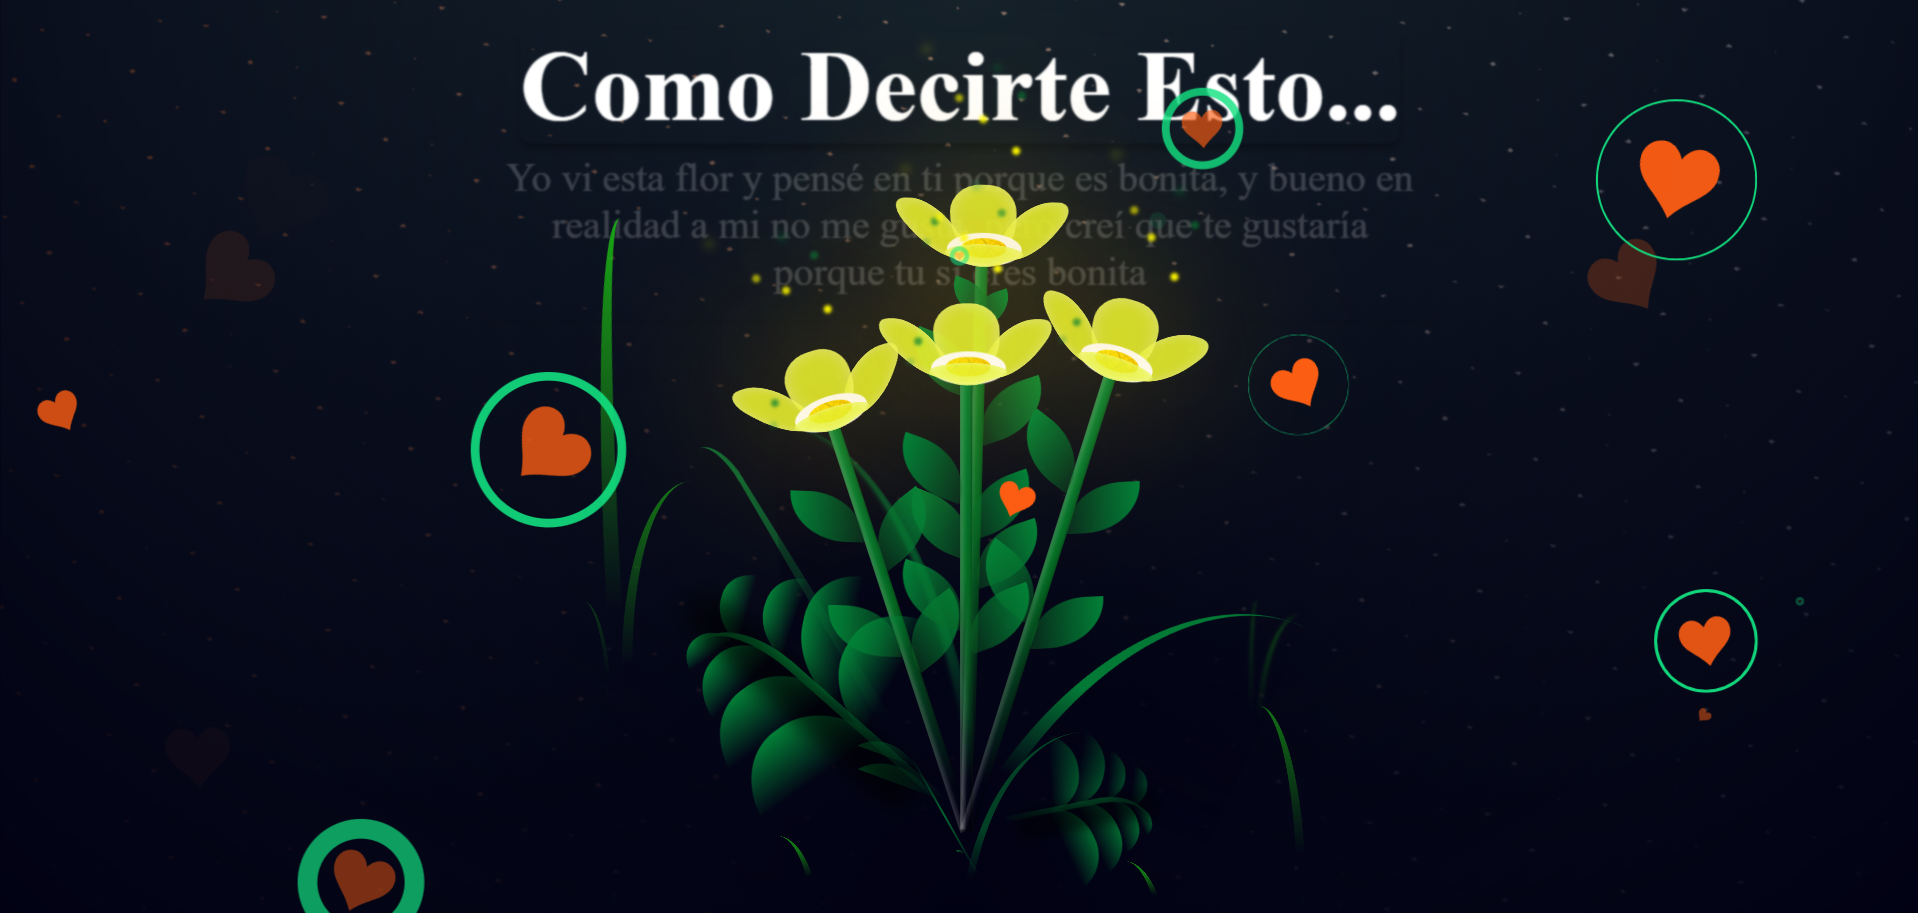 Como Decirte Esto...
Yo vi esta flor y pensé en ti porque es bonita, y bueno en
realidad a mi no me creí que te gustaría
porque tu bonita